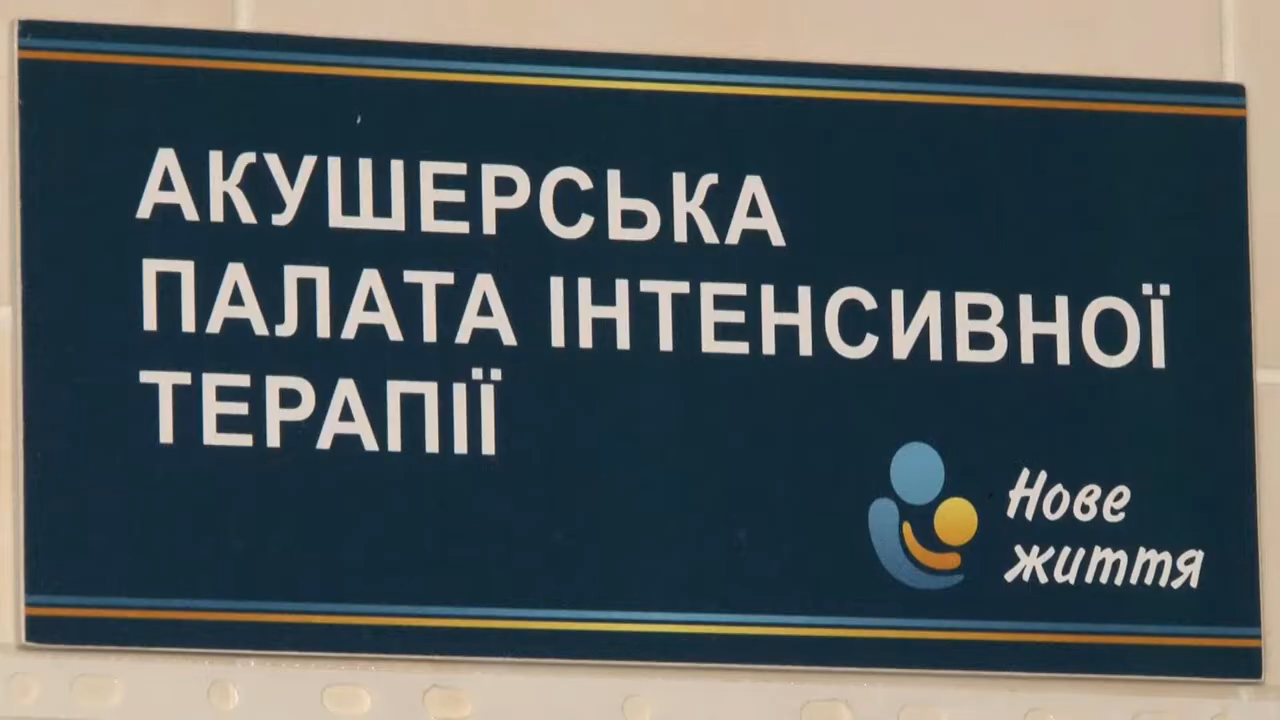 АКУШЕРСЬКА
ПАЛАТА ІНТЕНСИВНОЇ
ТЕРАПІЇ
Нове
життя